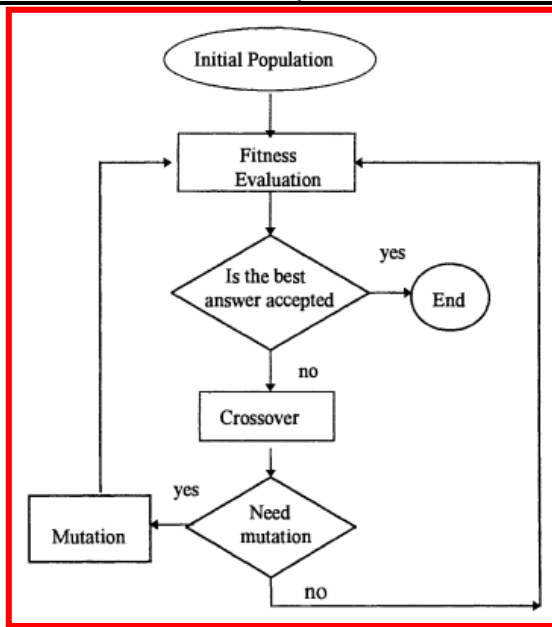 Initial Population
Fitness
Evaluation
Is the best
answer accepted
yes
End
no
Crossover
yes
Need
mutation
Mutation
no